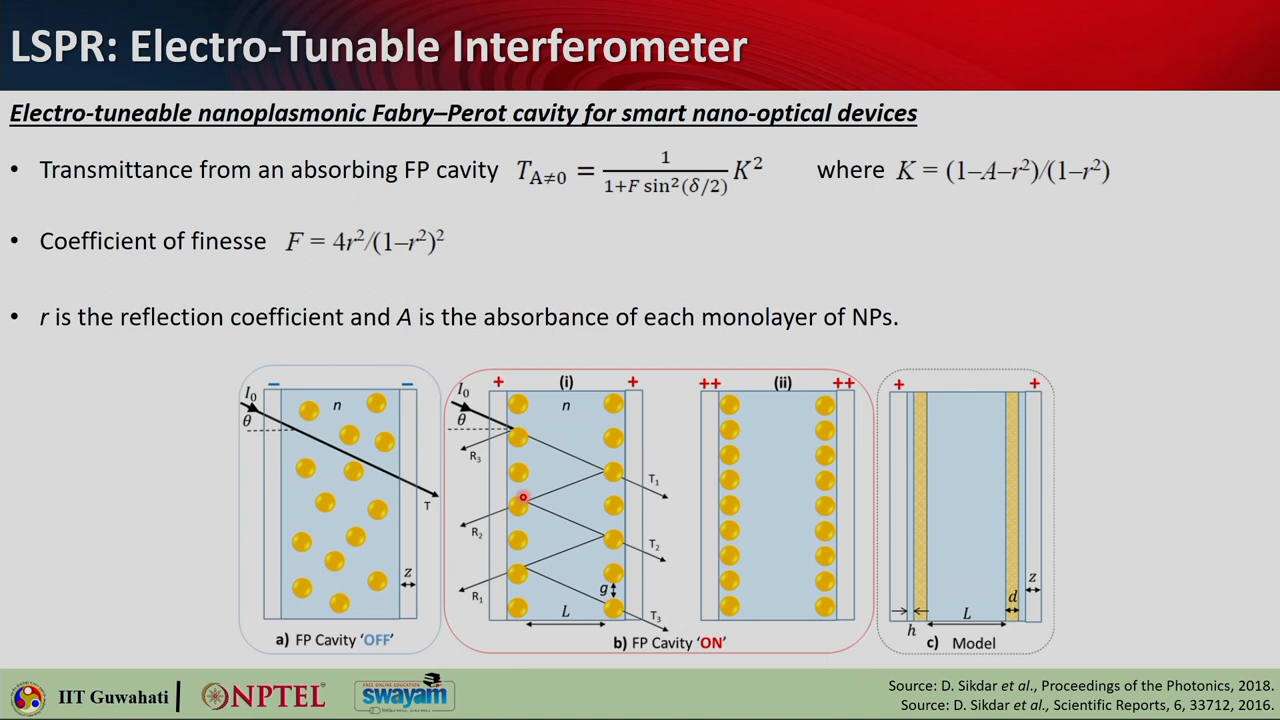 LSPR: Electro-Tunable Interferometer
Electro-tuneable nanoplasmonic Fabry–Perot cavity for smart nano-optical devices
• Transmittance from an absorbing FP cavity T_A≠0 = 1/(1+F sin²(δ/2)) K² where K = (1–A–r²)/(1–r²)
• Coefficient of finesse F = 4r²/(1–r²)²
• r is the reflection coefficient and A is the absorbance of each monolayer of NPs.
– –
I₀
θ
n
T
z
a) FP Cavity 'OFF'
+ (i) +
I₀
θ
n
R₃
T₁
R₂
T₂
R₁
g
L
T₃
++ (ii) ++
b) FP Cavity 'ON'
+ +
z
d
L
h
c) Model
IIT Guwahati
NPTEL
FREE ONLINE EDUCATION
swayam
Source: D. Sikdar et al., Proceedings of the Photonics, 2018.
Source: D. Sikdar et al., Scientific Reports, 6, 33712, 2016.